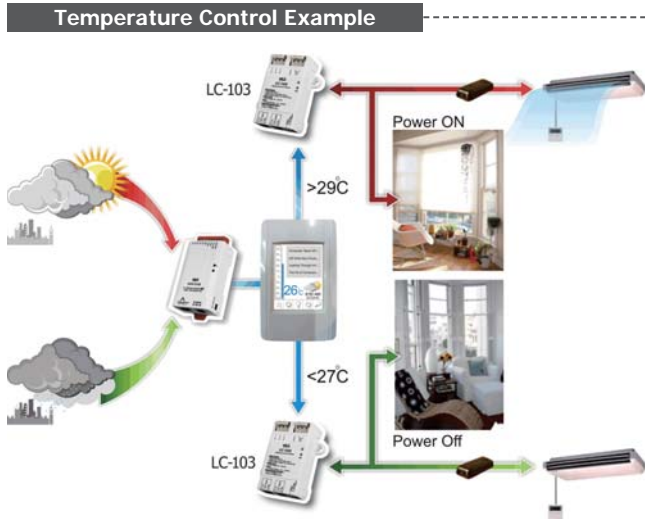 Temperature Control Example
LC-103
Power ON
>29°C
26°C
<27°C
Power Off
LC-103